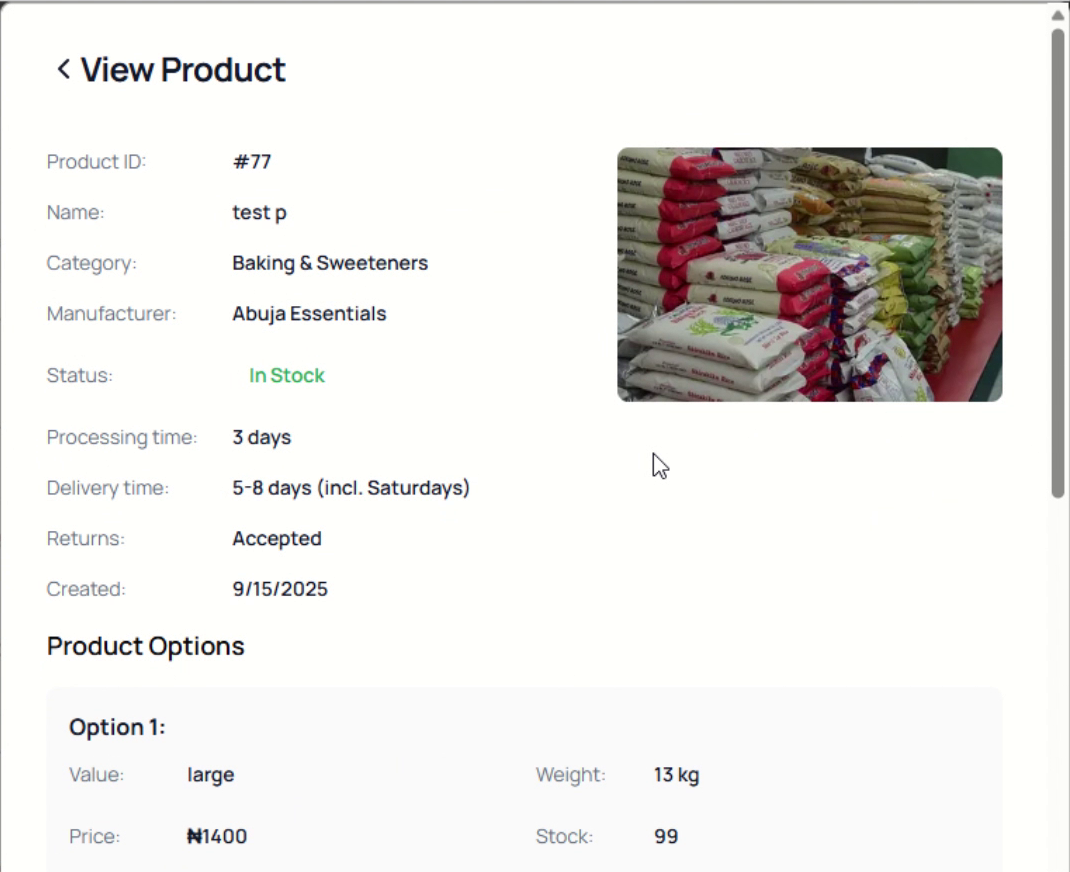 View Product
Product ID: #77
Name: test p
Category: Baking & Sweeteners
Manufacturer: Abuja Essentials
Status: In Stock
Processing time: 3 days
Delivery time: 5-8 days (incl. Saturdays)
Returns: Accepted
Created: 9/15/2025
Product Options
Option 1:
Value: large Weight: 13 kg
Price: ₦1400 Stock: 99